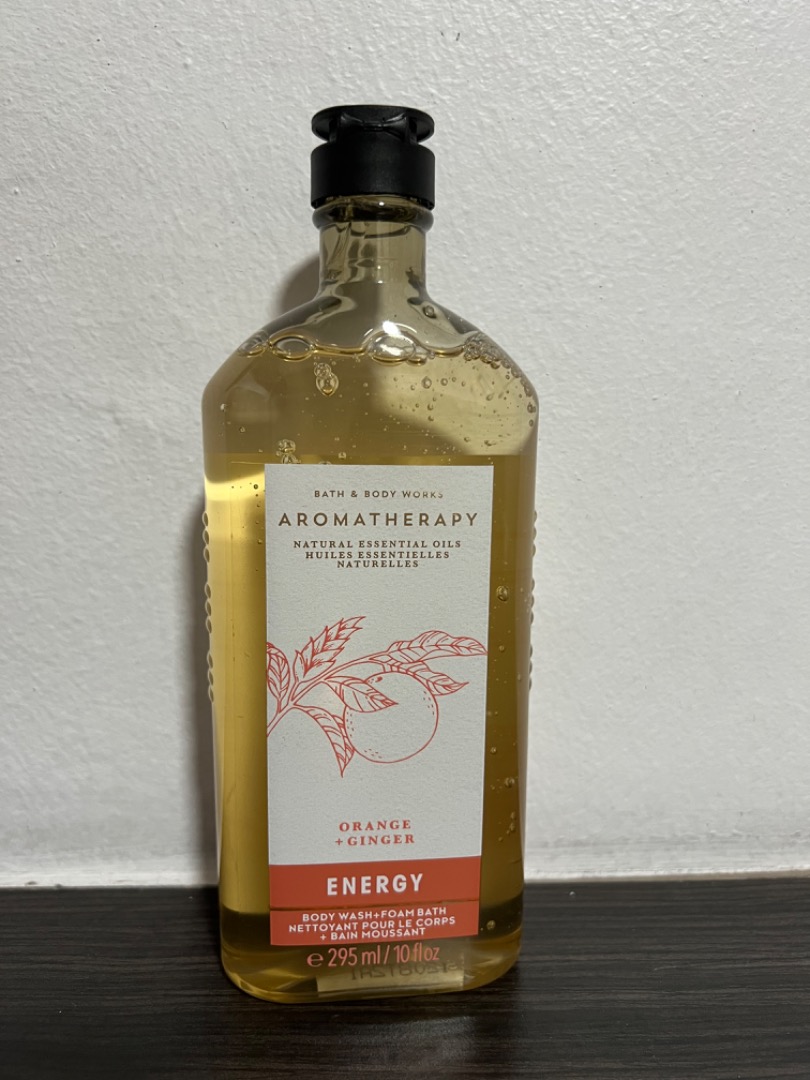 BATH & BODY WORKS
AROMATHERAPY
NATURAL ESSENTIAL OILS
HUILES ESSENTIELLES
NATURELLES
ORANGE
+GINGER
ENERGY
BODY WASH+FOAM BATH
NETTOYANT POUR LE CORPS
+ BAIN MOUSSANT
℮ 295 ml / 10 fl oz